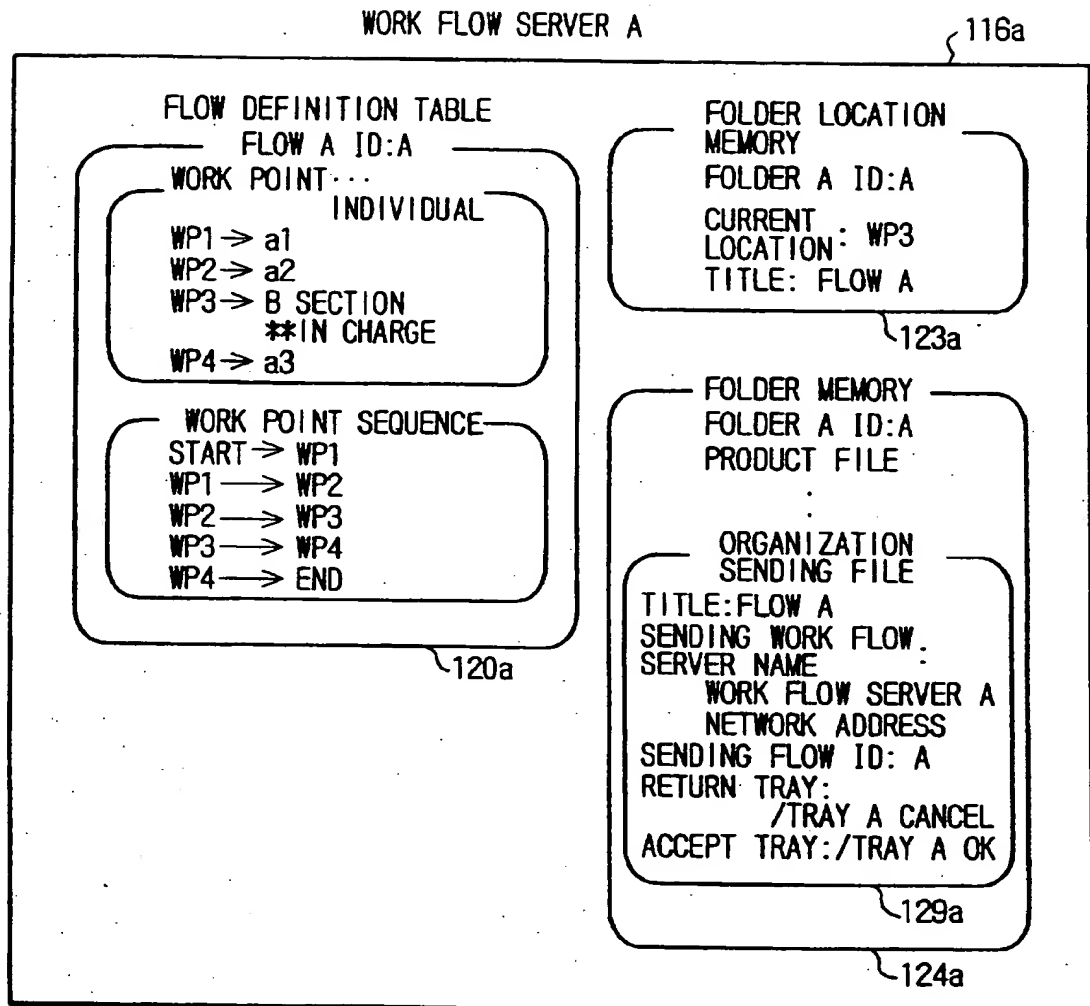 WORK FLOW SERVER A
116a
FLOW DEFINITION TABLE
FLOW A ID:A
WORK POINT···
INDIVIDUAL
WP1→ a1
WP2→ a2
WP3→ B SECTION
**IN CHARGE
WP4→ a3
WORK POINT SEQUENCE
START→ WP1
WP1→ WP2
WP2→ WP3
WP3→ WP4
WP4→ END
120a
FOLDER LOCATION
MEMORY
FOLDER A ID:A
CURRENT
LOCATION: WP3
TITLE: FLOW A
123a
FOLDER MEMORY
FOLDER A ID:A
PRODUCT FILE
:
ORGANIZATION
SENDING FILE
TITLE:FLOW A
SENDING WORK FLOW
SERVER NAME
WORK FLOW SERVER A
NETWORK ADDRESS
SENDING FLOW ID: A
RETURN TRAY:
/TRAY A CANCEL
ACCEPT TRAY:/TRAY A OK
129a
124a